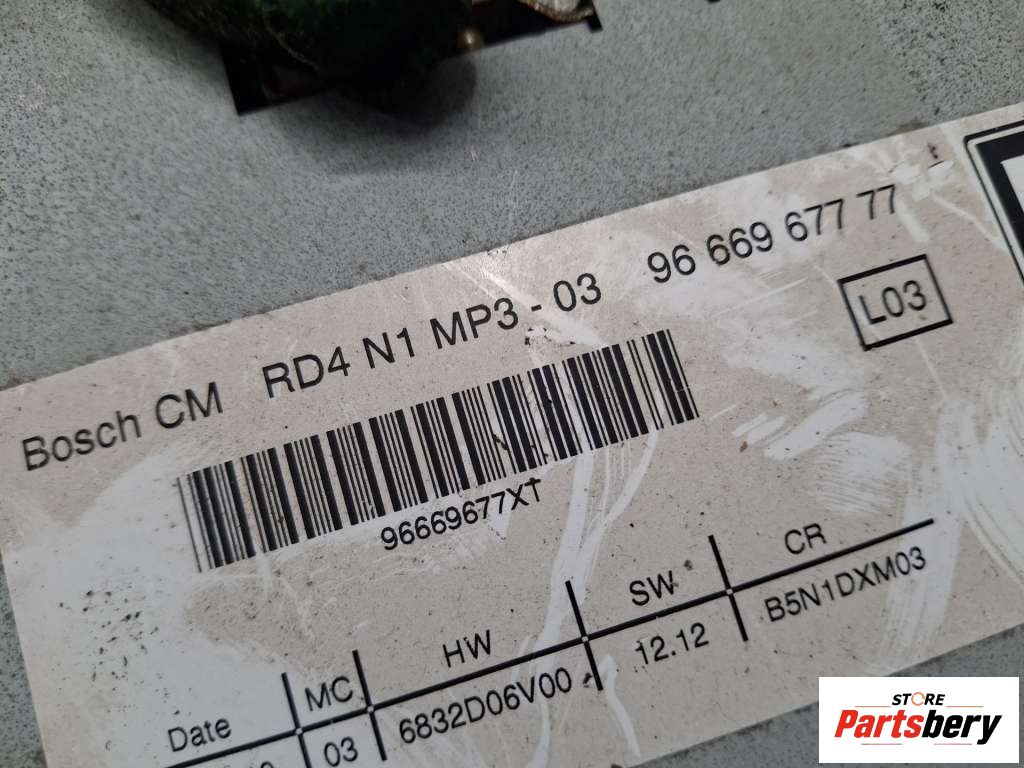 Bosch CM RD4 N1 MP3 - 03 96 669 677 77
L03
96669677XT
Date MC HW SW CR
03 6832D06V00 12.12 B5N1DXM03
STORE
Partsbery